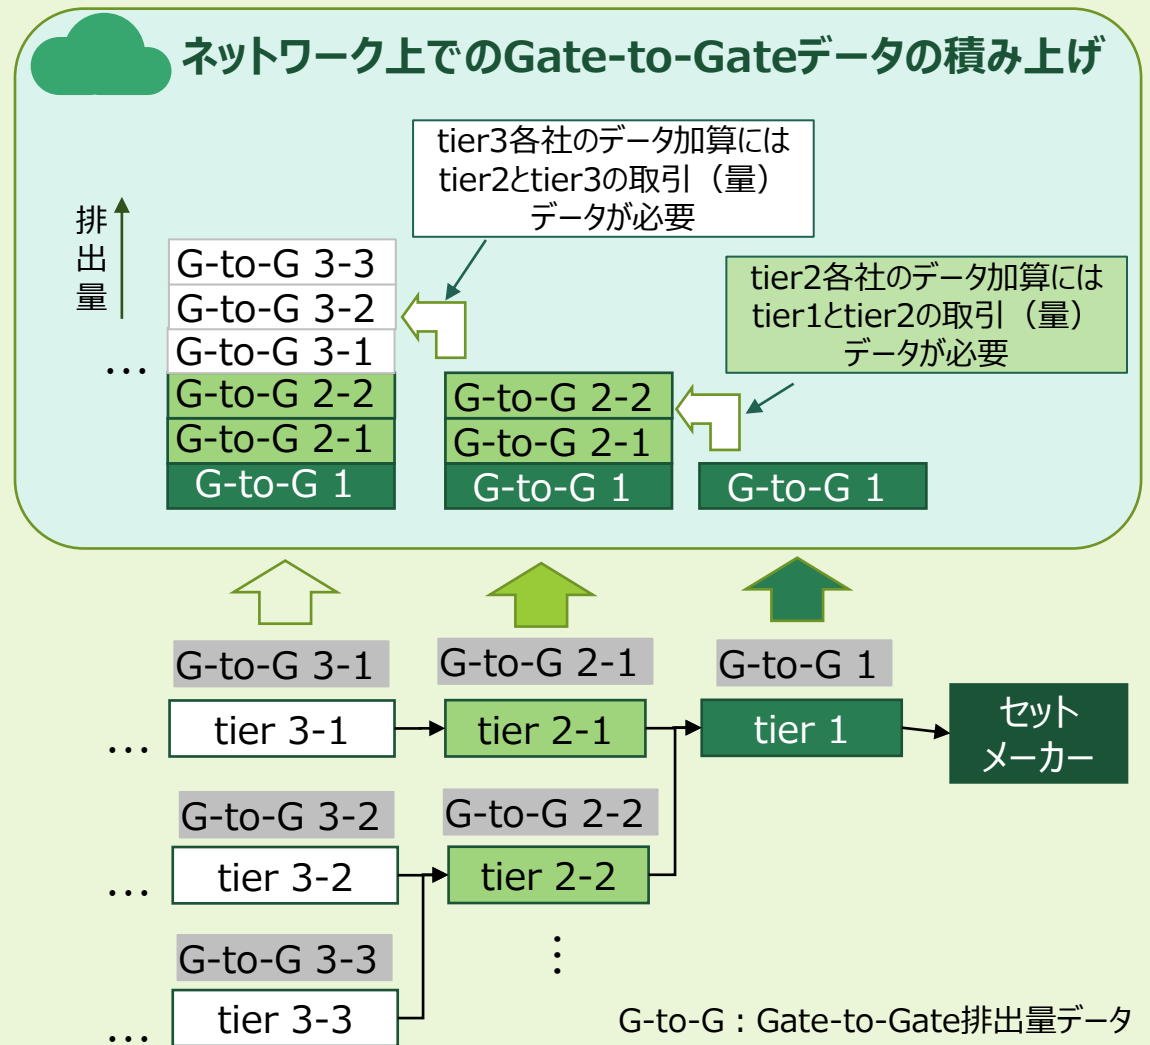 ネットワーク上でのGate-to-Gateデータの積み上げ
tier3各社のデータ加算には
tier2とtier3の取引（量）
データが必要
排
出
量
tier2各社のデータ加算には
tier1とtier2の取引（量）
データが必要
G-to-G 3-3
G-to-G 3-2
G-to-G 3-1
…
G-to-G 2-2
G-to-G 2-1
G-to-G 1
G-to-G 2-2
G-to-G 2-1
G-to-G 1
G-to-G 1
G-to-G 3-1
G-to-G 2-1
G-to-G 1
… tier 3-1
tier 2-1
tier 1
セット
メーカー
G-to-G 3-2
G-to-G 2-2
… tier 3-2
tier 2-2
G-to-G 3-3
…
… tier 3-3
G-to-G：Gate-to-Gate排出量データ